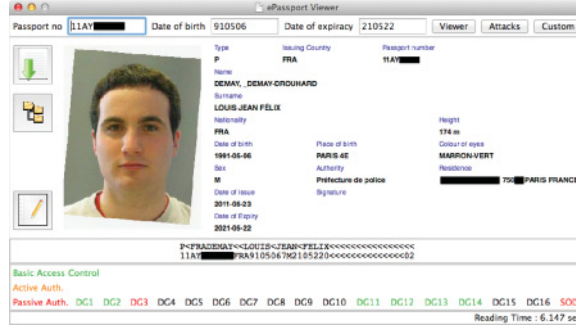 ePassport Viewer
Passport no 11AY Date of birth 910506 Date of expiracy 210522 Viewer Attacks Custom
Type Issuing Country Passport number
P FRA 11AY
Name
DEMAY, _DEMAY-DROUHARD
Surname
LOUIS JEAN FÉLIX
Nationality Height
FRA 174 m
Date of birth Place of birth Colour of eyes
1991-05-06 PARIS 4E MARRON-VERT
Sex Authority Residence
M Préfecture de police 750 PARIS FRANCE
Date of issue Signature
2011-05-23
Date of Expiry
2021-05-22
P<FRADEMAY<<LOUIS<JEAN<FELIX<<<<<<<<<<<<<<<<
11AY FRA9105067M2105220<<<<<<<<<<<<<<02
Basic Access Control
Active Auth.
Passive Auth. DG1 DG2 DG3 DG4 DG5 DG6 DG7 DG8 DG9 DG10 DG11 DG12 DG13 DG14 DG15 DG16 SOD
Reading Time : 6.147 se